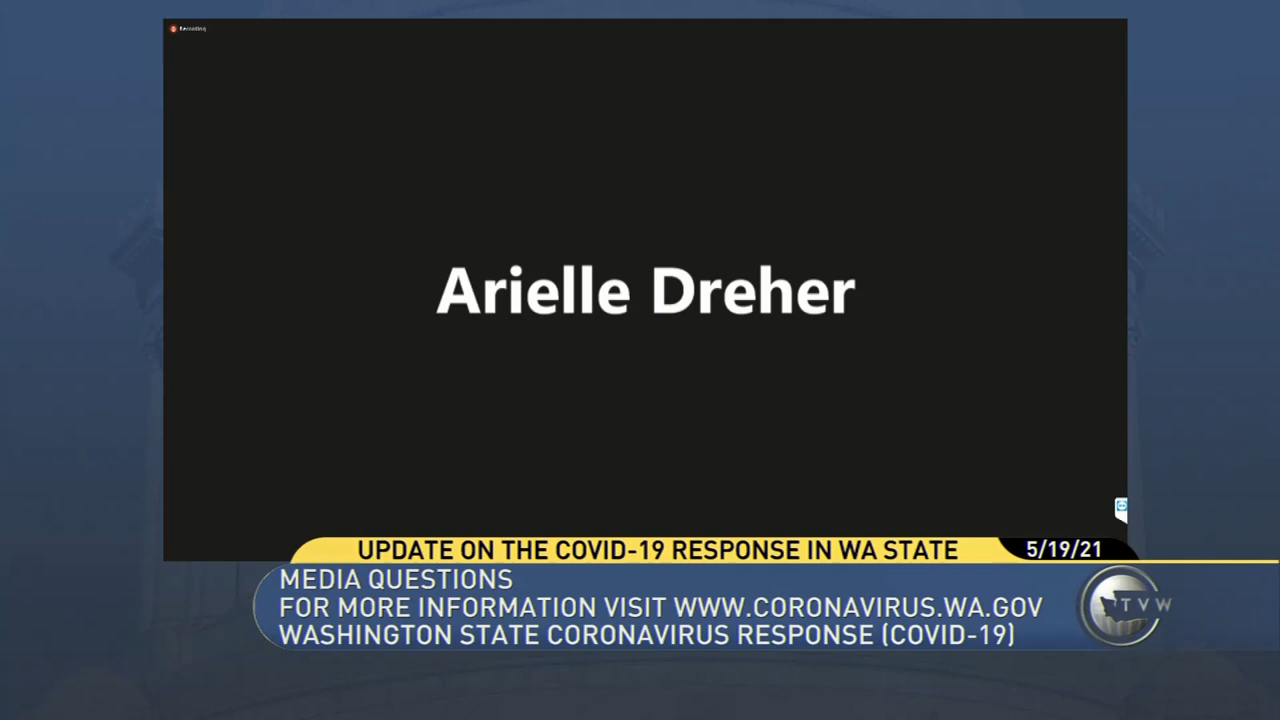 Recording
Arielle Dreher
UPDATE ON THE COVID-19 RESPONSE IN WA STATE
5/19/21
MEDIA QUESTIONS
FOR MORE INFORMATION VISIT WWW.CORONAVIRUS.WA.GOV
WASHINGTON STATE CORONAVIRUS RESPONSE (COVID-19)
TVW